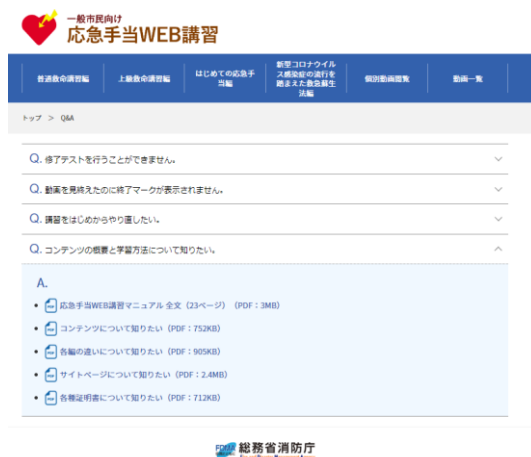 一般市民向け
応急手当WEB講習
普通救命講習編
上級救命講習編
はじめての応急手
当編
新型コロナウイル
ス感染症の流行を
踏まえた救急蘇生
法編
個別動画閲覧
動画一覧
トップ > Q&A
Q. 修了テストを行うことができません。
Q. 動画を見終えたのに終了マークが表示されません。
Q. 講習をはじめからやり直したい。
Q. コンテンツの概要と学習方法について知りたい。
A.
• PDF 応急手当WEB講習マニュアル 全文（23ページ）（PDF：3MB）
• PDF コンテンツについて知りたい（PDF：752KB）
• PDF 各編の違いについて知りたい（PDF：905KB）
• PDF サイトページについて知りたい（PDF：2.4MB）
• PDF 各種証明書について知りたい（PDF：712KB）
FDMA 総務省消防庁